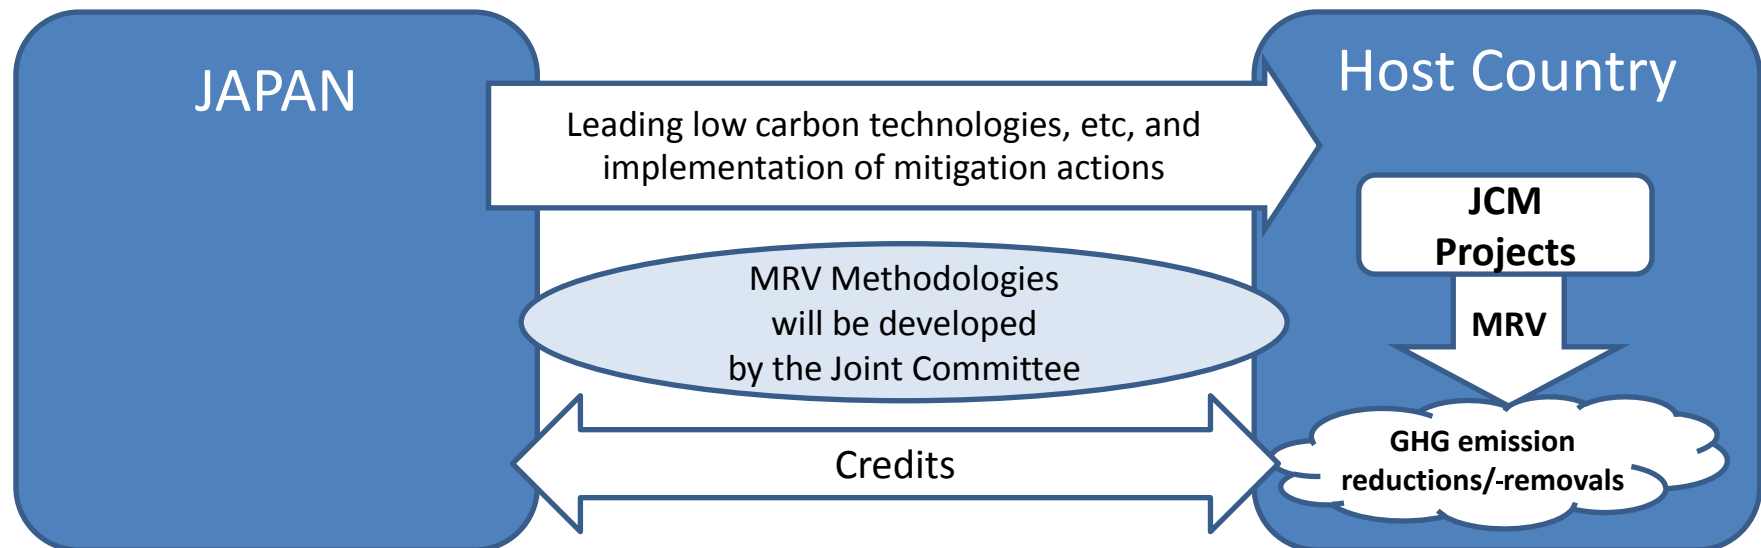 JAPAN
Leading low carbon technologies, etc, and
implementation of mitigation actions
MRV Methodologies
will be developed
by the Joint Committee
Credits
Host Country
JCM
Projects
MRV
GHG emission
reductions/-removals